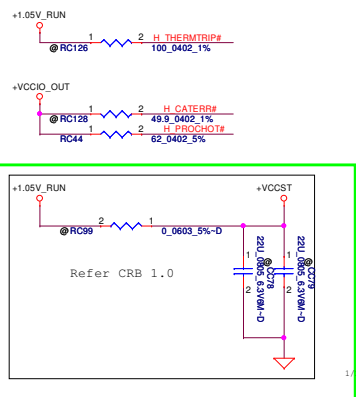 +1.05V_RUN
1 2 H_THERMTRIP#
@ RC126 100_0402_1%
+VCCIO_OUT
1 2 H_CATERR#
@ RC128 49.9_0402_1%
1 2 H_PROCHOT#
RC44 62_0402_5%
+1.05V_RUN
+VCCST
2 1
@ RC99 0_0603_5%~D
Refer CRB 1.0
1
2
@ CC78
22U_0805_6.3V6M~D
1
2
@ CC79
22U_0805_6.3V6M~D
1/